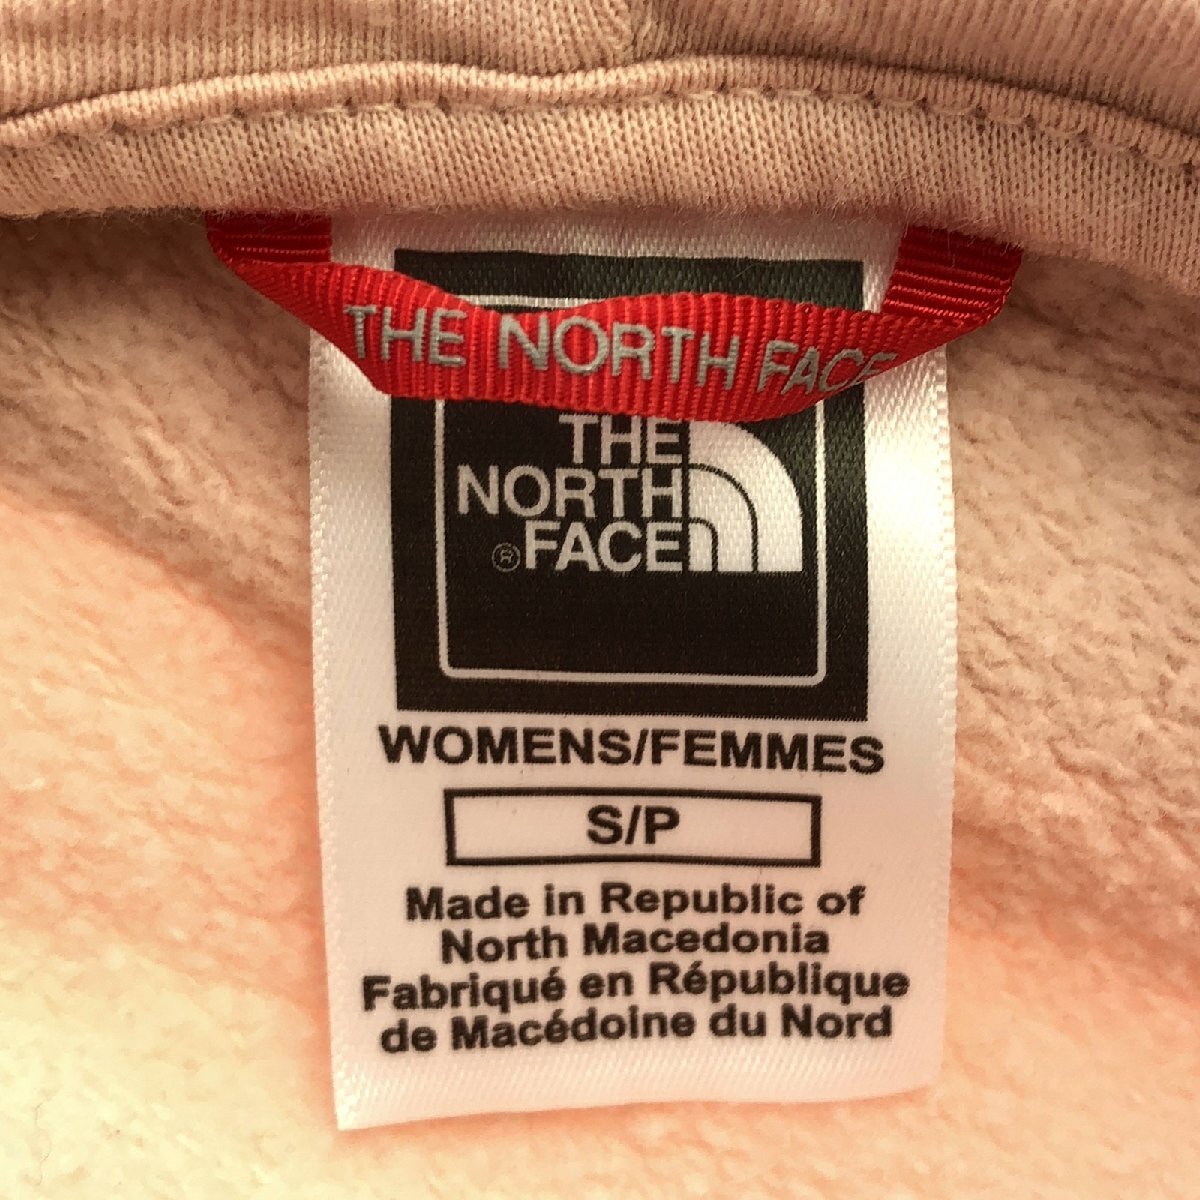 THE NORTH FACE
THE
NORTH
® FACE
WOMENS/FEMMES
S/P
Made in Republic of
North Macedonia
Fabriqué en République
de Macédoine du Nord